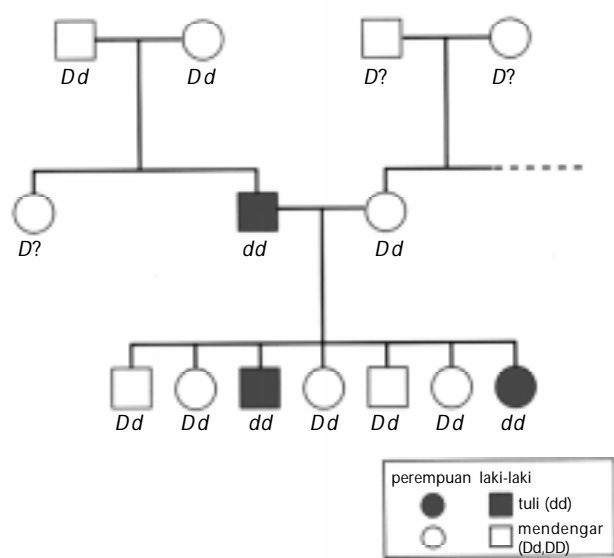 Dd Dd D? D?
D? dd Dd
Dd Dd dd Dd Dd Dd dd
perempuan laki-laki
tuli (dd)
mendengar
(Dd,DD)